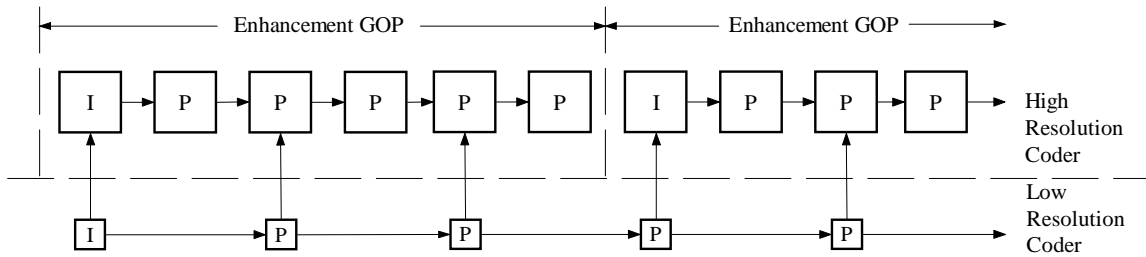 Enhancement GOP Enhancement GOP
I P P P P P I P P P
High
Resolution
Coder
Low
Resolution
Coder
I P P P P